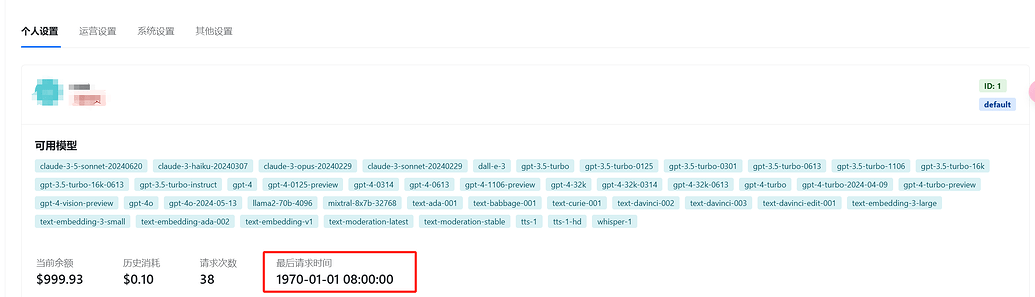 个人设置 运营设置 系统设置 其他设置
ID: 1
default
可用模型
claude-3-5-sonnet-20240620 claude-3-haiku-20240307 claude-3-opus-20240229 claude-3-sonnet-20240229 dall-e-3 gpt-3.5-turbo gpt-3.5-turbo-0125 gpt-3.5-turbo-0301 gpt-3.5-turbo-0613 gpt-3.5-turbo-1106 gpt-3.5-turbo-16k
gpt-3.5-turbo-16k-0613 gpt-3.5-turbo-instruct gpt-4 gpt-4-0125-preview gpt-4-0314 gpt-4-0613 gpt-4-1106-preview gpt-4-32k gpt-4-32k-0314 gpt-4-32k-0613 gpt-4-turbo gpt-4-turbo-2024-04-09 gpt-4-turbo-preview
gpt-4-vision-preview gpt-4o gpt-4o-2024-05-13 llama2-70b-4096 mixtral-8x7b-32768 text-ada-001 text-babbage-001 text-curie-001 text-davinci-002 text-davinci-003 text-davinci-edit-001 text-embedding-3-large
text-embedding-3-small text-embedding-ada-002 text-embedding-v1 text-moderation-latest text-moderation-stable tts-1 tts-1-hd whisper-1
当前余额 历史消耗 请求次数 最后请求时间
$999.93 $0.10 38 1970-01-01 08:00:00